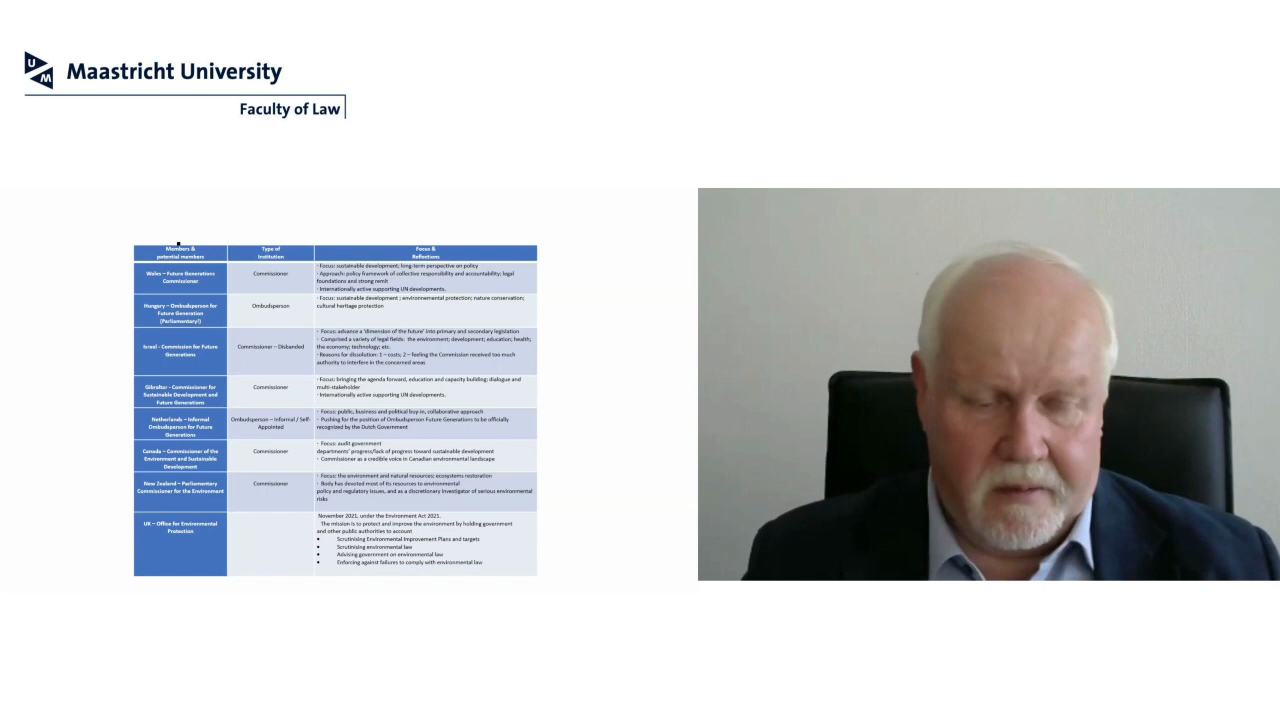 U
M
Maastricht University
Faculty of Law
Members &
potential members
Type of
Institution
Focus &
Reflections
Wales – Future Generations
Commissioner
Commissioner
- Focus: sustainable development; long-term perspective on policy
- Approach: policy framework of collective responsibility and accountability; legal
foundations and strong remit
- Internationally active supporting UN developments.
Hungary – Ombudsperson for
Future Generation
(Parliamentary!)
Ombudsperson
- Focus: sustainable development ; environmental protection; nature conservation;
cultural heritage protection
Israel - Commission for Future
Generations
Commissioner – Disbanded
- Focus: advance a 'dimension of the future' into primary and secondary legislation
- Comprised a variety of legal fields: the environment; development; education; health;
the economy; technology; etc.
- Reasons for dissolution: 1 – costs; 2 – feeling the Commission received too much
authority to interfere in the concerned areas
Gibraltar - Commissioner for
Sustainable Development and
Future Generations
Commissioner
- Focus: bringing the agenda forward, education and capacity building; dialogue and
multi-stakeholder
- Internationally active supporting UN developments.
Netherlands – Informal
Ombudsperson for Future
Generations
Ombudsperson – Informal / Self-
Appointed
- Focus: public, business and political buy-in, collaborative approach
- Pushing for the position of Ombudsperson Future Generations to be officially
recognized by the Dutch Government
Canada – Commissioner of the
Environment and Sustainable
Development
Commissioner
- Focus: audit government
departments' progress/lack of progress toward sustainable development
- Commissioner as a credible voice in Canadian environmental landscape
New Zealand – Parliamentary
Commissioner for the Environment
Commissioner
- Focus: the environment and natural resources; ecosystems restoration
- Body has devoted most of its resources to environmental
policy and regulatory issues, and as a discretionary investigator of serious environmental
risks
UK – Office for Environmental
Protection
November 2021, under the Environment Act 2021.
The mission is to protect and improve the environment by holding government
and other public authorities to account
• Scrutinising Environmental Improvement Plans and targets
• Scrutinising environmental law
• Advising government on environmental law
• Enforcing against failures to comply with environmental law